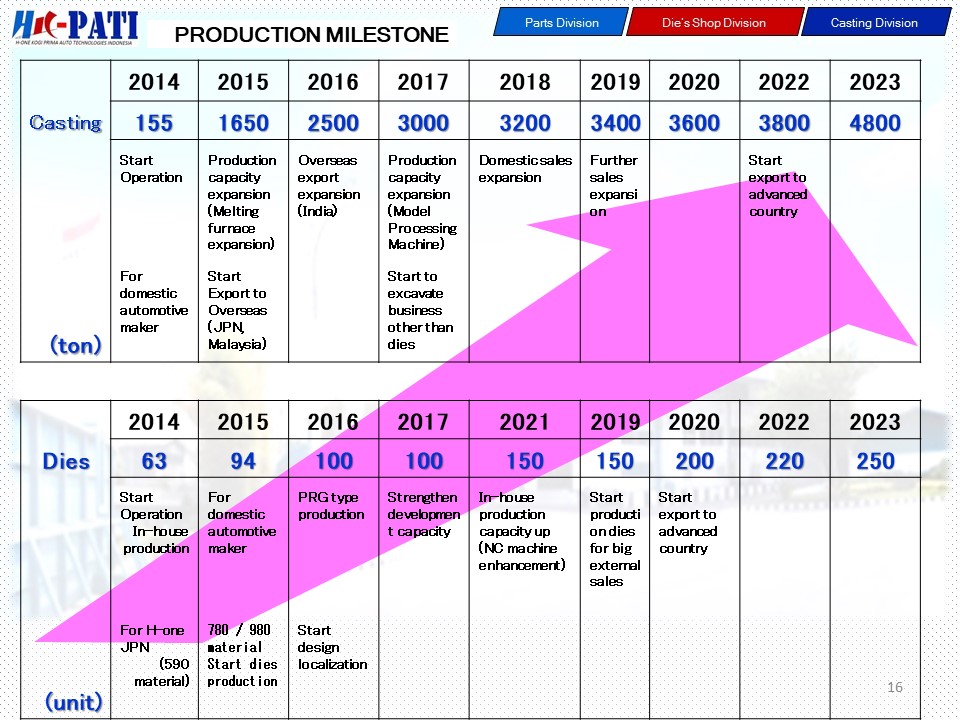 H1C-PATI
H-ONE KOGI PRIMA AUTO TECHNOLOGIES INDONESIA
PRODUCTION MILESTONE
Parts Division
Die's Shop Division
Casting Division
2014 2015 2016 2017 2018 2019 2020 2022 2023
Casting 155 1650 2500 3000 3200 3400 3600 3800 4800
Start
Operation
For
domestic
automotive
maker
Production
capacity
expansion
(Melting
furnace
expansion)
Start
Export to
Overseas
(JPN,
Malaysia)
Overseas
export
expansion
(India)
Production
capacity
expansion
(Model
Processing
Machine)
Start to
excavate
business
other than
dies
Domestic sales
expansion
Further
sales
expansi
on
Start
export to
advanced
country
(ton)
2014 2015 2016 2017 2021 2019 2020 2022 2023
Dies 63 94 100 100 150 150 200 220 250
Start
Operation
In-house
production
For H-one
JPN
(590
material)
For
domestic
automotive
maker
780 / 980
material
Start dies
production
PRG type
production
Start
design
localization
Strengthen
developmen
t capacity
In-house
production
capacity up
(NC machine
enhancement)
Start
producti
on dies
for big
external
sales
Start
export to
advanced
country
(unit)
16